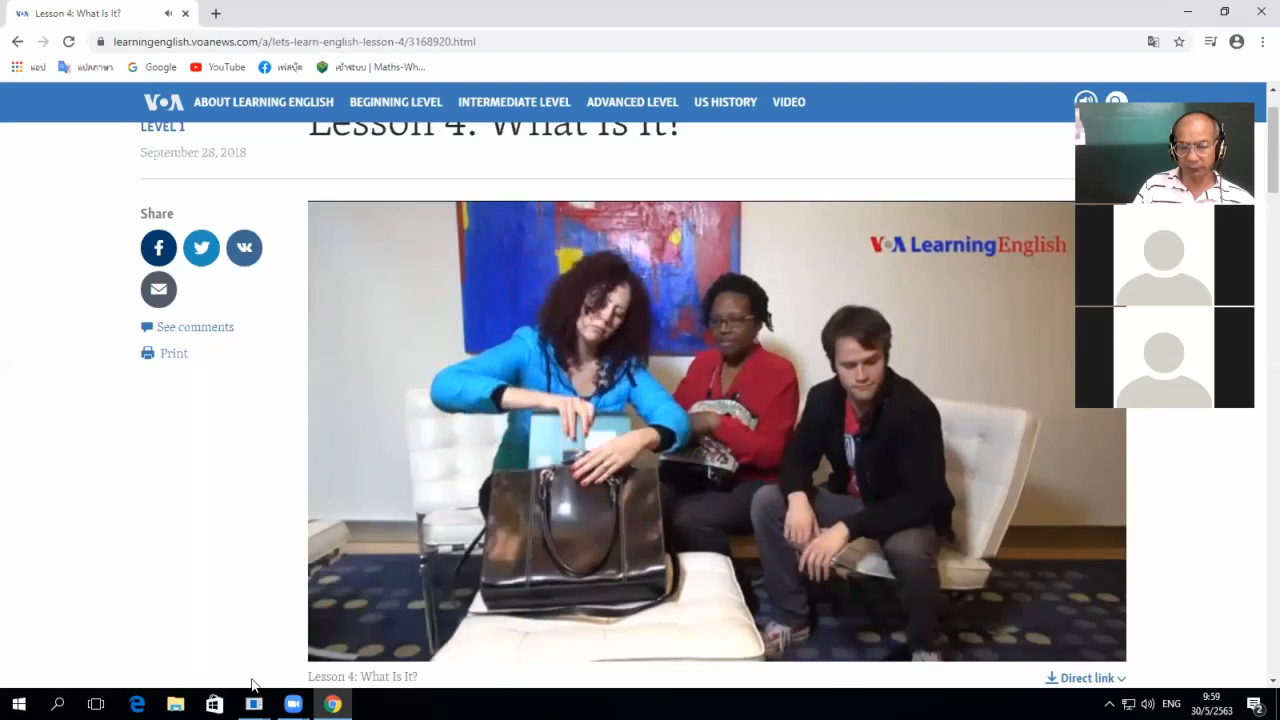 VOA Lesson 4: What Is It?
learningenglish.voanews.com/a/lets-learn-english-lesson-4/3168920.html
แอป แปลภาษา Google YouTube เฟสบุ๊ค เข้าระบบ | Maths-Wh...
VOA ABOUT LEARNING ENGLISH BEGINNING LEVEL INTERMEDIATE LEVEL ADVANCED LEVEL US HISTORY VIDEO
LEVEL 1
Lesson 4: What Is It?
September 28, 2018
Share
VOA Learning English
See comments
Print
Lesson 4: What Is It?
Direct link
ENG
9:59
30/5/2563
2